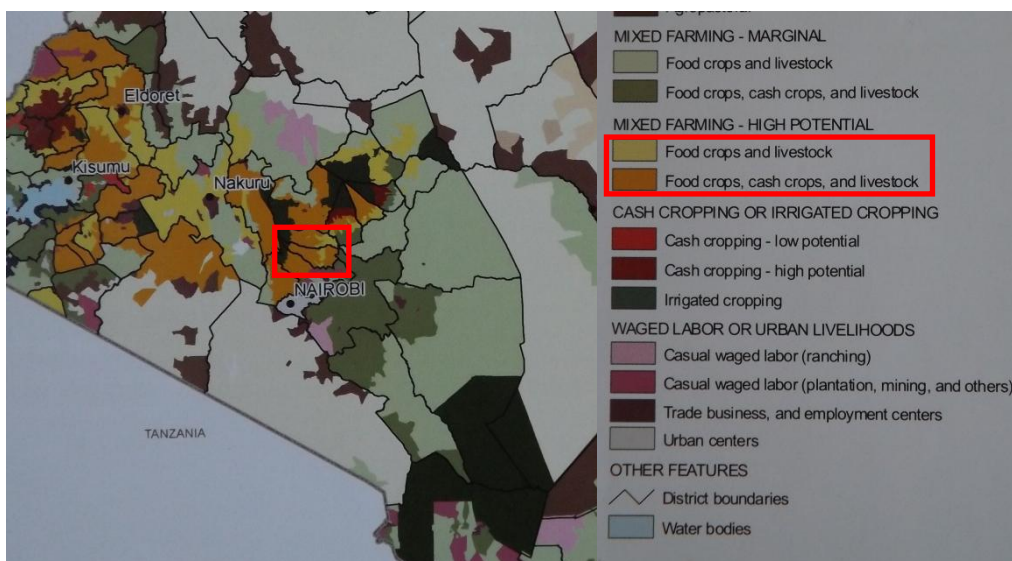 Eldoret
Kisumu
Nakuru
NAIROBI
TANZANIA
MIXED FARMING - MARGINAL
Food crops and livestock
Food crops, cash crops, and livestock
MIXED FARMING - HIGH POTENTIAL
Food crops and livestock
Food crops, cash crops, and livestock
CASH CROPPING OR IRRIGATED CROPPING
Cash cropping - low potential
Cash cropping - high potential
Irrigated cropping
WAGED LABOR OR URBAN LIVELIHOODS
Casual waged labor (ranching)
Casual waged labor (plantation, mining, and others)
Trade business, and employment centers
Urban centers
OTHER FEATURES
District boundaries
Water bodies